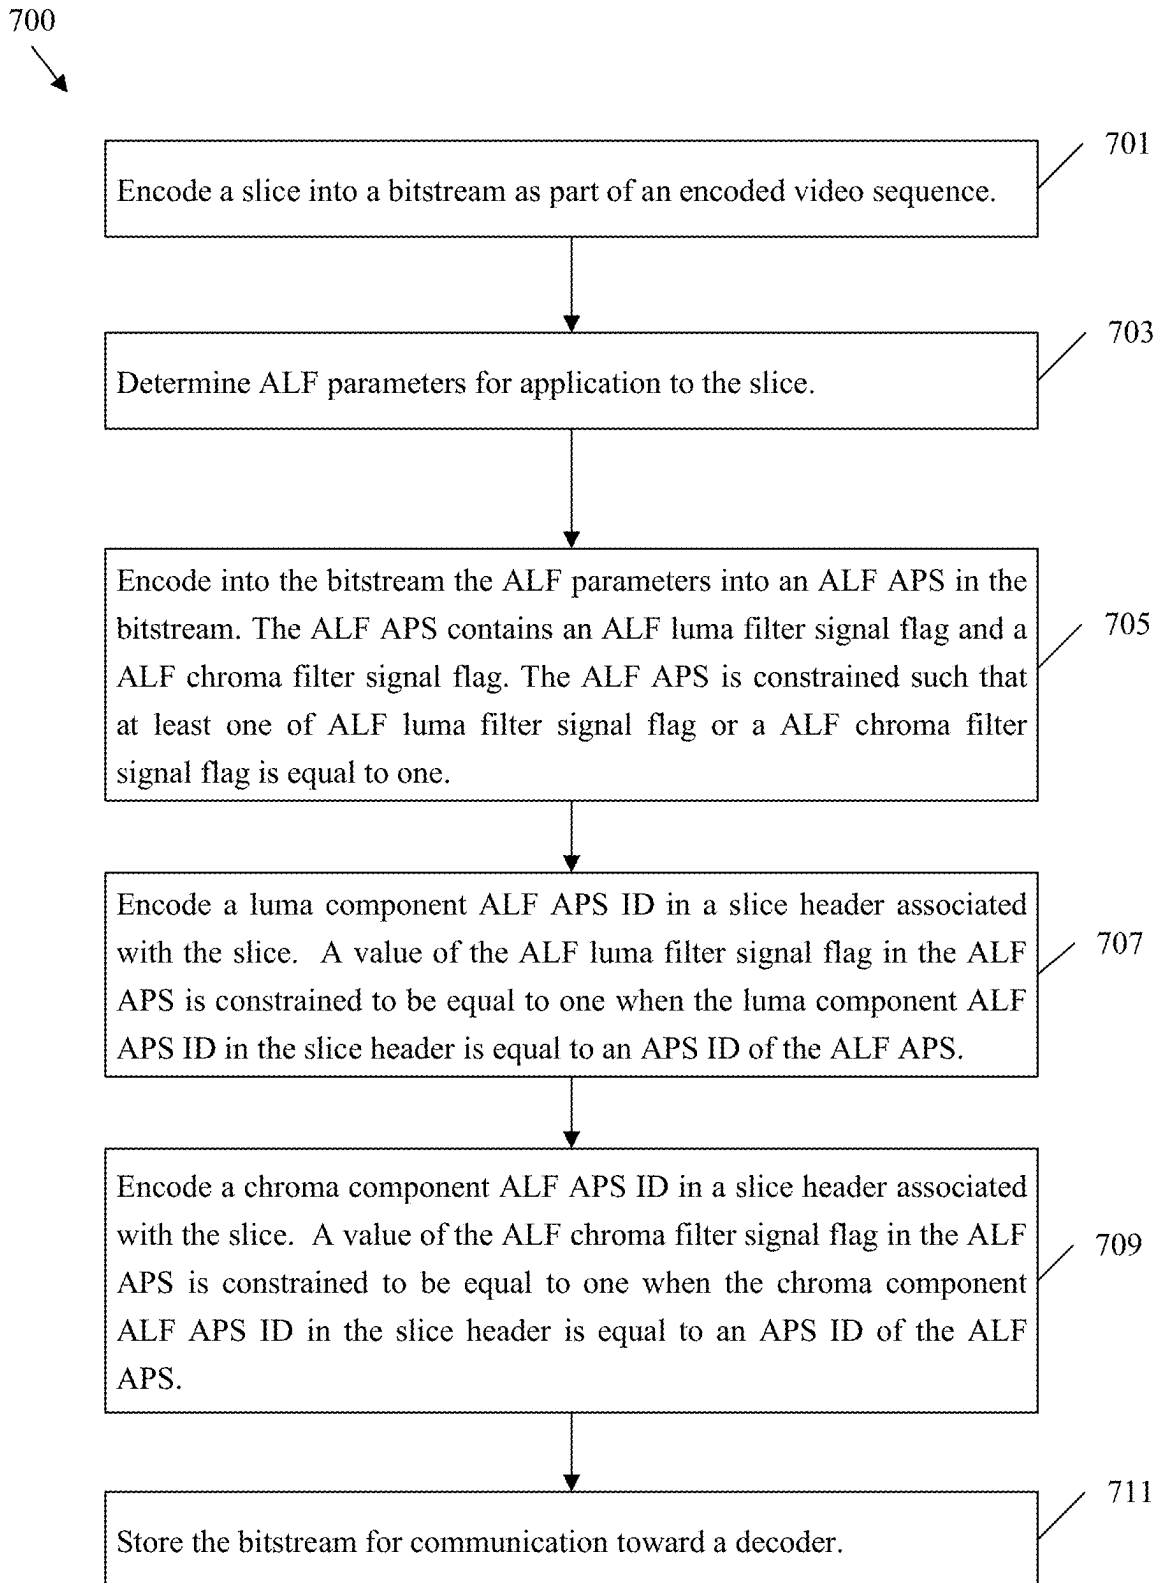 700
701
Encode a slice into a bitstream as part of an encoded video sequence.
703
Determine ALF parameters for application to the slice.
Encode into the bitstream the ALF parameters into an ALF APS in the
bitstream. The ALF APS contains an ALF luma filter signal flag and a
705
ALF chroma filter signal flag. The ALF APS is constrained such that
at least one of ALF luma filter signal flag or a ALF chroma filter
signal flag is equal to one.
Encode a luma component ALF APS ID in a slice header associated
with the slice. A value of the ALF luma filter signal flag in the ALF
707
APS is constrained to be equal to one when the luma component ALF
APS ID in the slice header is equal to an APS ID of the ALF APS.
Encode a chroma component ALF APS ID in a slice header associated
with the slice. A value of the ALF chroma filter signal flag in the ALF
709
APS is constrained to be equal to one when the chroma component
ALF APS ID in the slice header is equal to an APS ID of the ALF
APS.
711
Store the bitstream for communication toward a decoder.